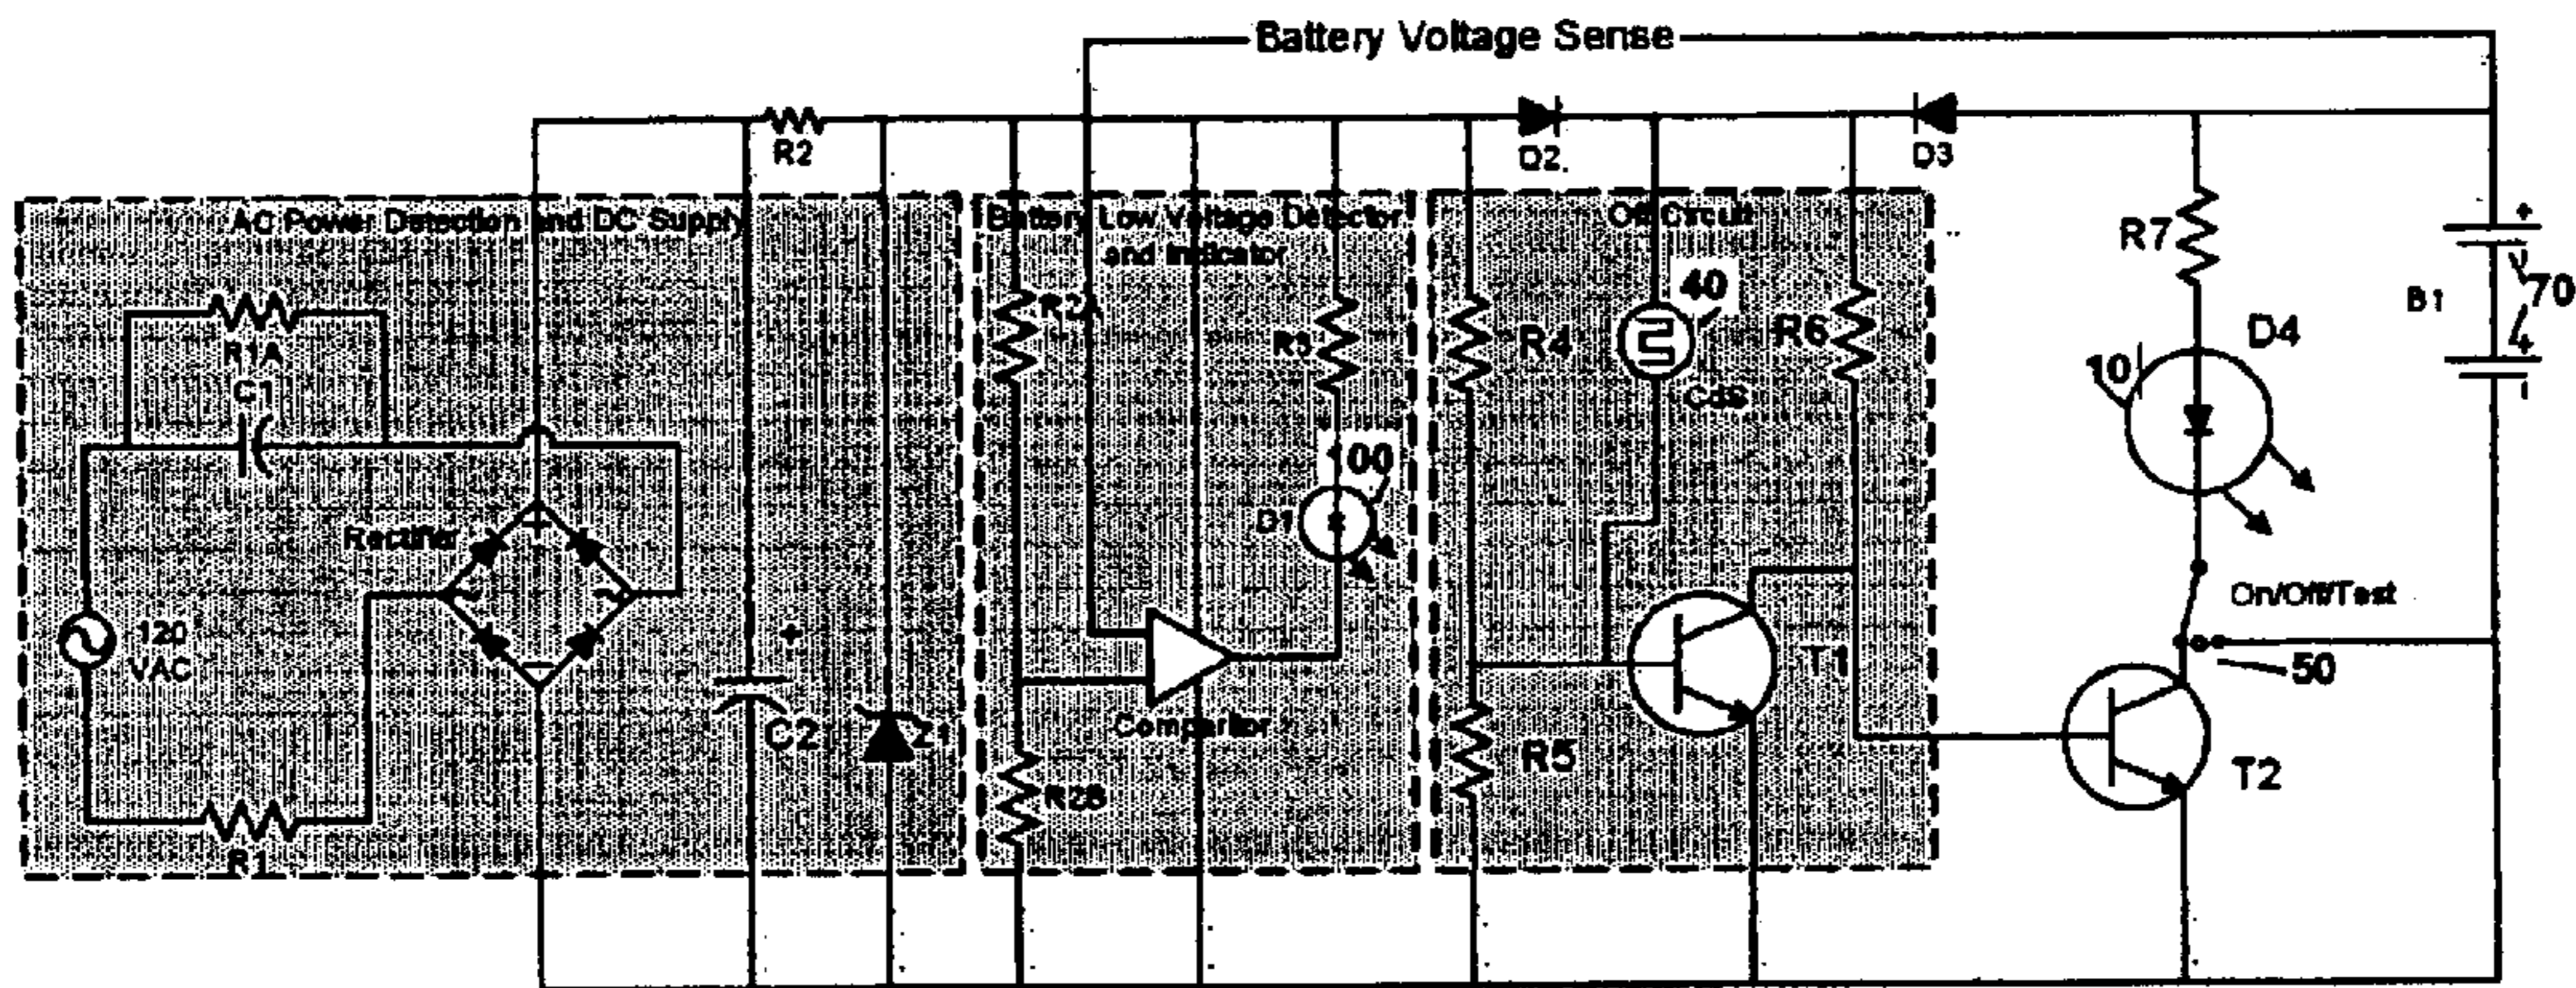 Battery Voltage Sense
R2
D2
D3
AC Power Detection and DC Supply
Battery Low Voltage Detector
and Indicator
Off Circuit
R1A
C1
R2A
R3
R4
40
CdS
R6
R7
D4
10
B1
70
+
+
100
D1
Rectifier
+
120
VAC
R1
+
C2
Z1
R2B
Comparitor
R5
T1
On/Off/Test
50
T2